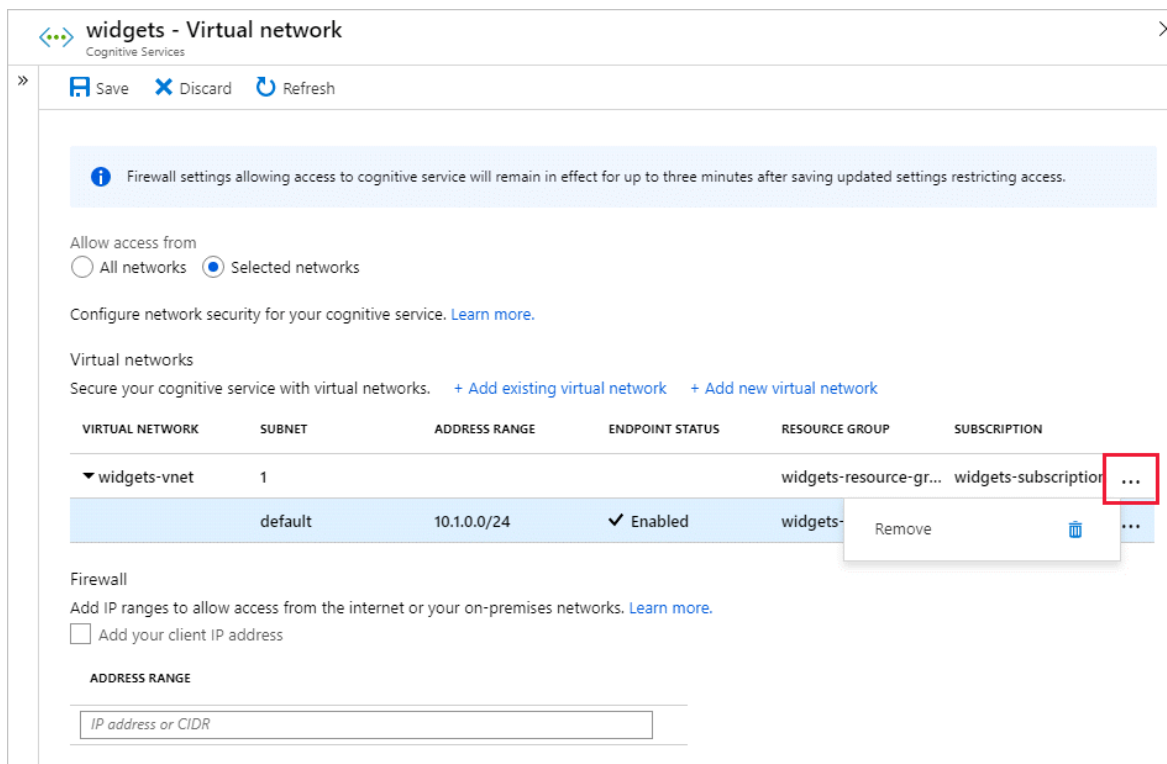 widgets - Virtual network
Cognitive Services
Save Discard Refresh
Firewall settings allowing access to cognitive service will remain in effect for up to three minutes after saving updated settings restricting access.
Allow access from
All networks Selected networks
Configure network security for your cognitive service. Learn more.
Virtual networks
Secure your cognitive service with virtual networks. + Add existing virtual network + Add new virtual network
VIRTUAL NETWORK SUBNET ADDRESS RANGE ENDPOINT STATUS RESOURCE GROUP SUBSCRIPTION
widgets-vnet 1 widgets-resource-gr... widgets-subscription ...
default 10.1.0.0/24 Enabled widgets- ...
Remove
Firewall
Add IP ranges to allow access from the internet or your on-premises networks. Learn more.
Add your client IP address
ADDRESS RANGE
IP address or CIDR